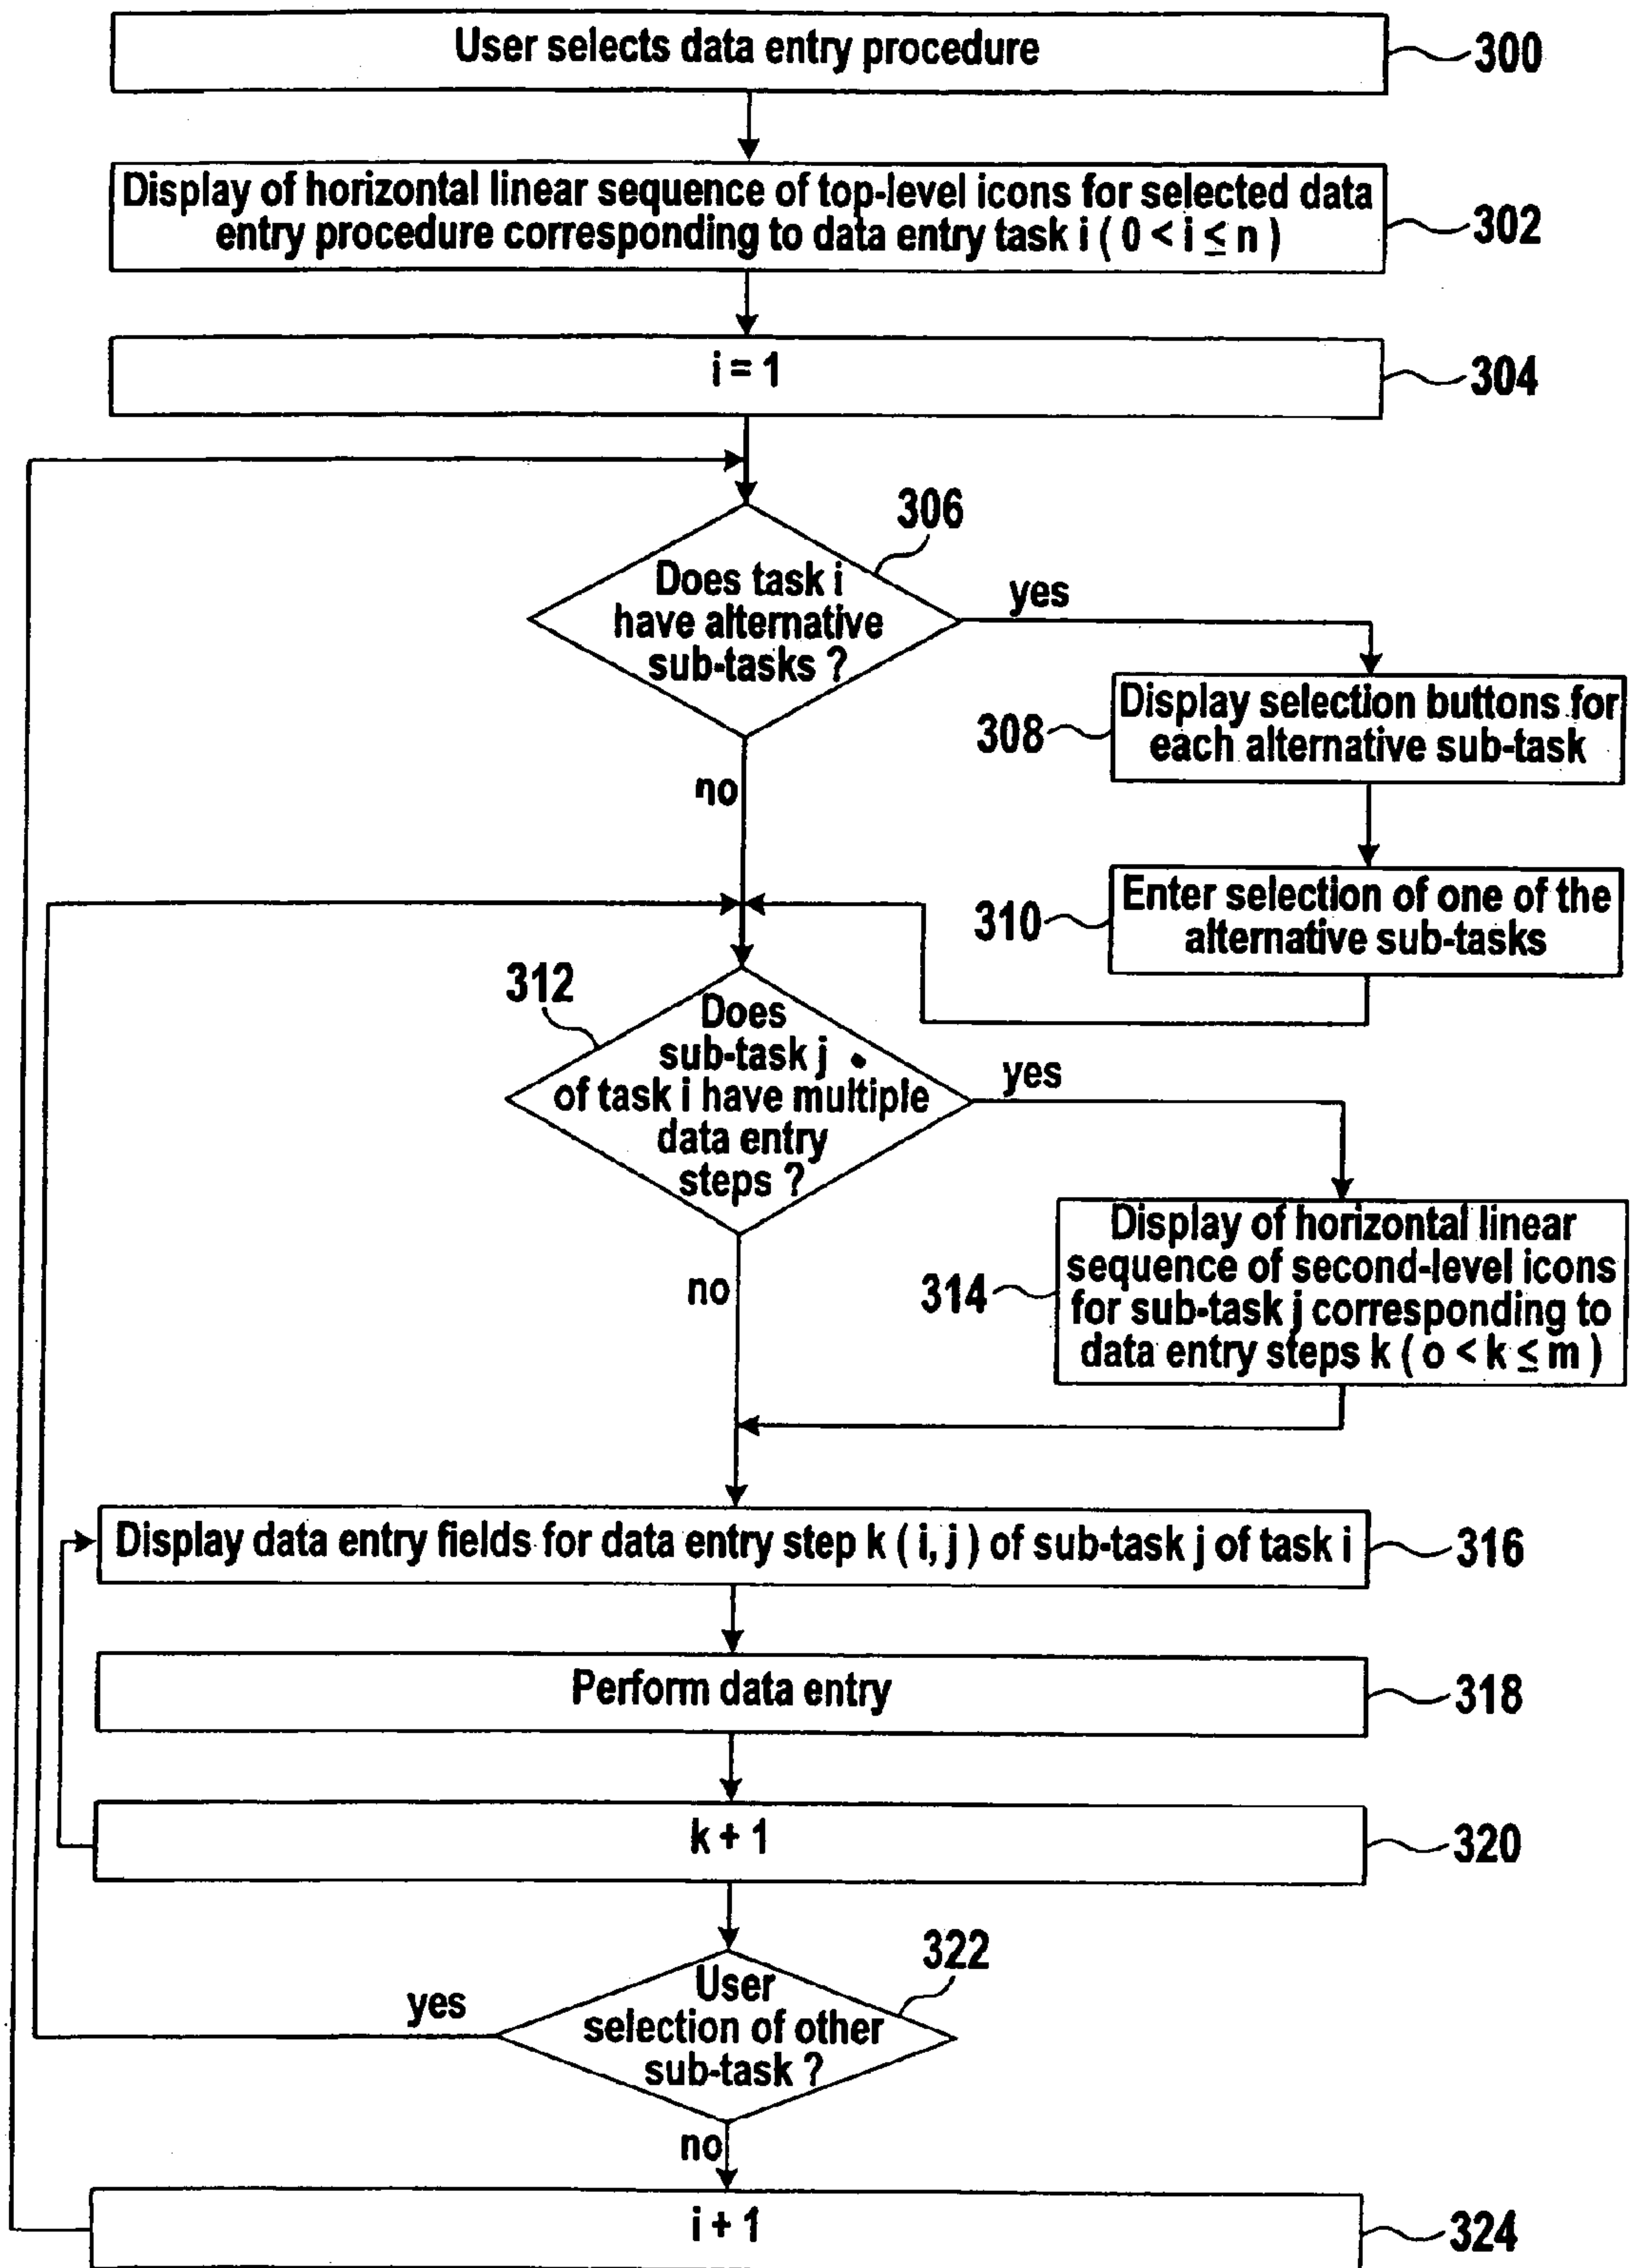 User selects data entry procedure
300
Display of horizontal linear sequence of top-level icons for selected data
entry procedure corresponding to data entry task i ( 0 < i ≤ n )
302
i = 1
304
306
Does task i
have alternative
sub-tasks ?
yes
no
308
Display selection buttons for
each alternative sub-task
310
Enter selection of one of the
alternative sub-tasks
312
Does
sub-task j
of task i have multiple
data entry
steps ?
yes
no
314
Display of horizontal linear
sequence of second-level icons
for sub-task j corresponding to
data entry steps k ( o < k ≤ m )
Display data entry fields for data entry step k ( i, j ) of sub-task j of task i
316
Perform data entry
318
k + 1
320
322
User
selection of other
sub-task ?
yes
no
i + 1
324